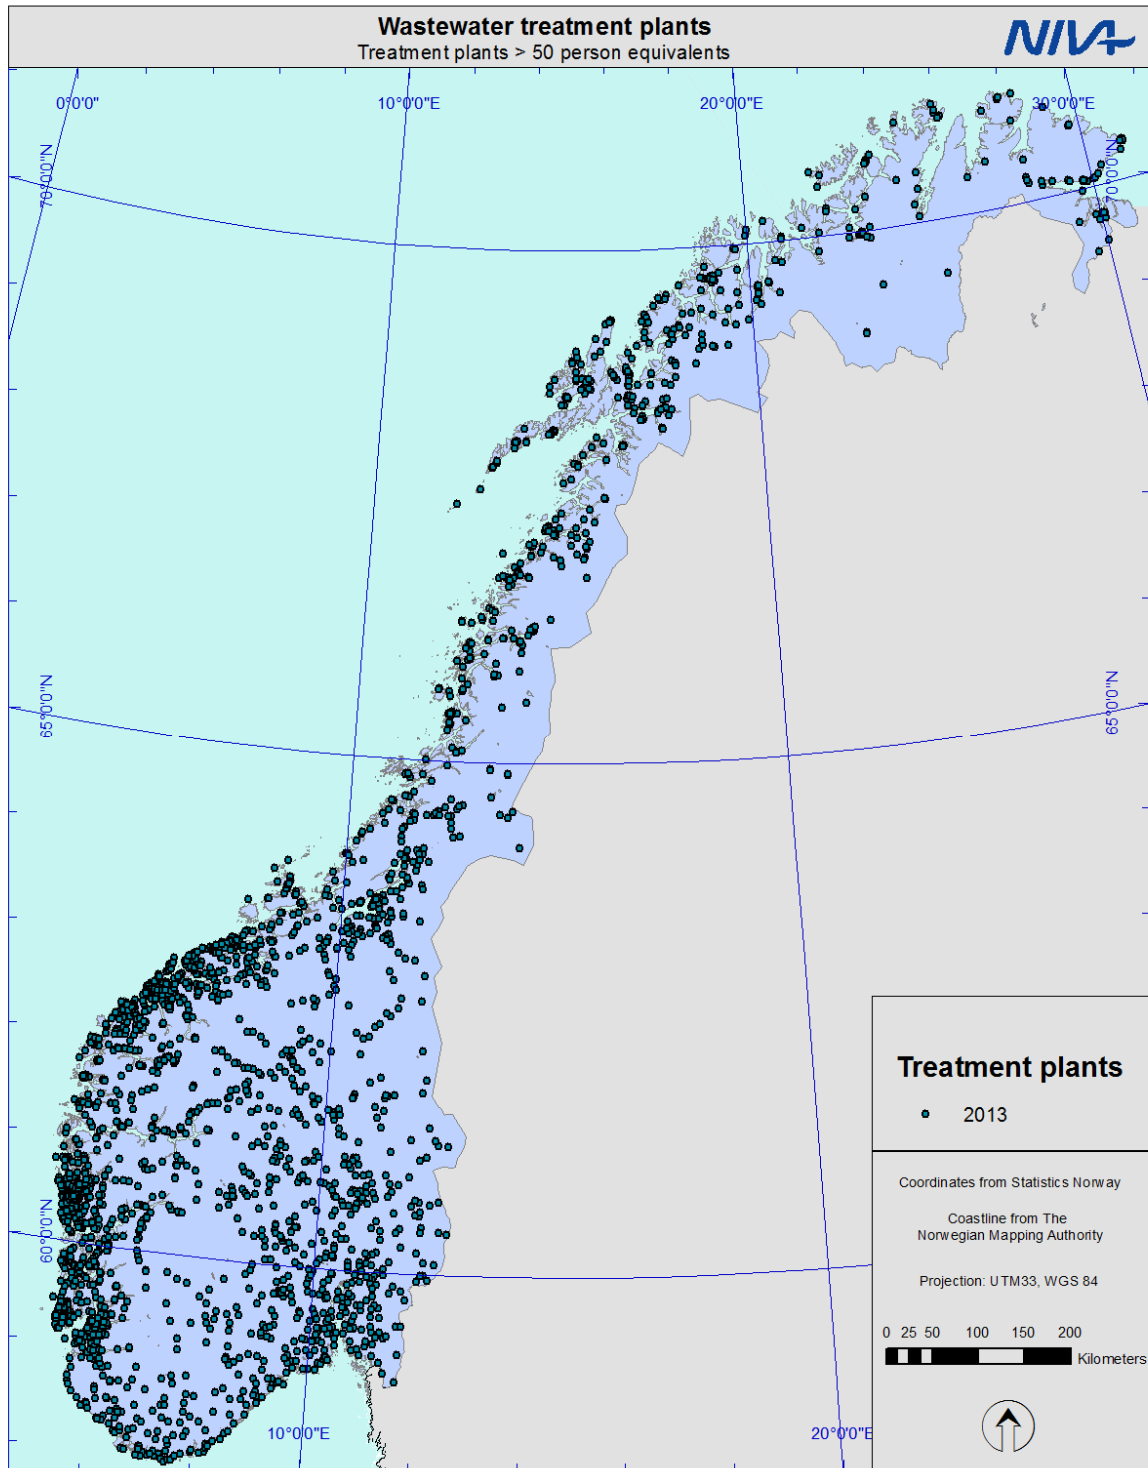 Wastewater treatment plants
Treatment plants > 50 person equivalents
NIVA
0°0'0"
10°0'0"E
20°0'0"E
30°0'0"E
70°0'0"N
70°0'0"N
65°0'0"N
65°0'0"N
60°0'0"N
10°0'0"E
20°0'0"E
Treatment plants
2013
Coordinates from Statistics Norway
Coastline from The
Norwegian Mapping Authority
Projection: UTM33, WGS 84
0 25 50 100 150 200
Kilometers